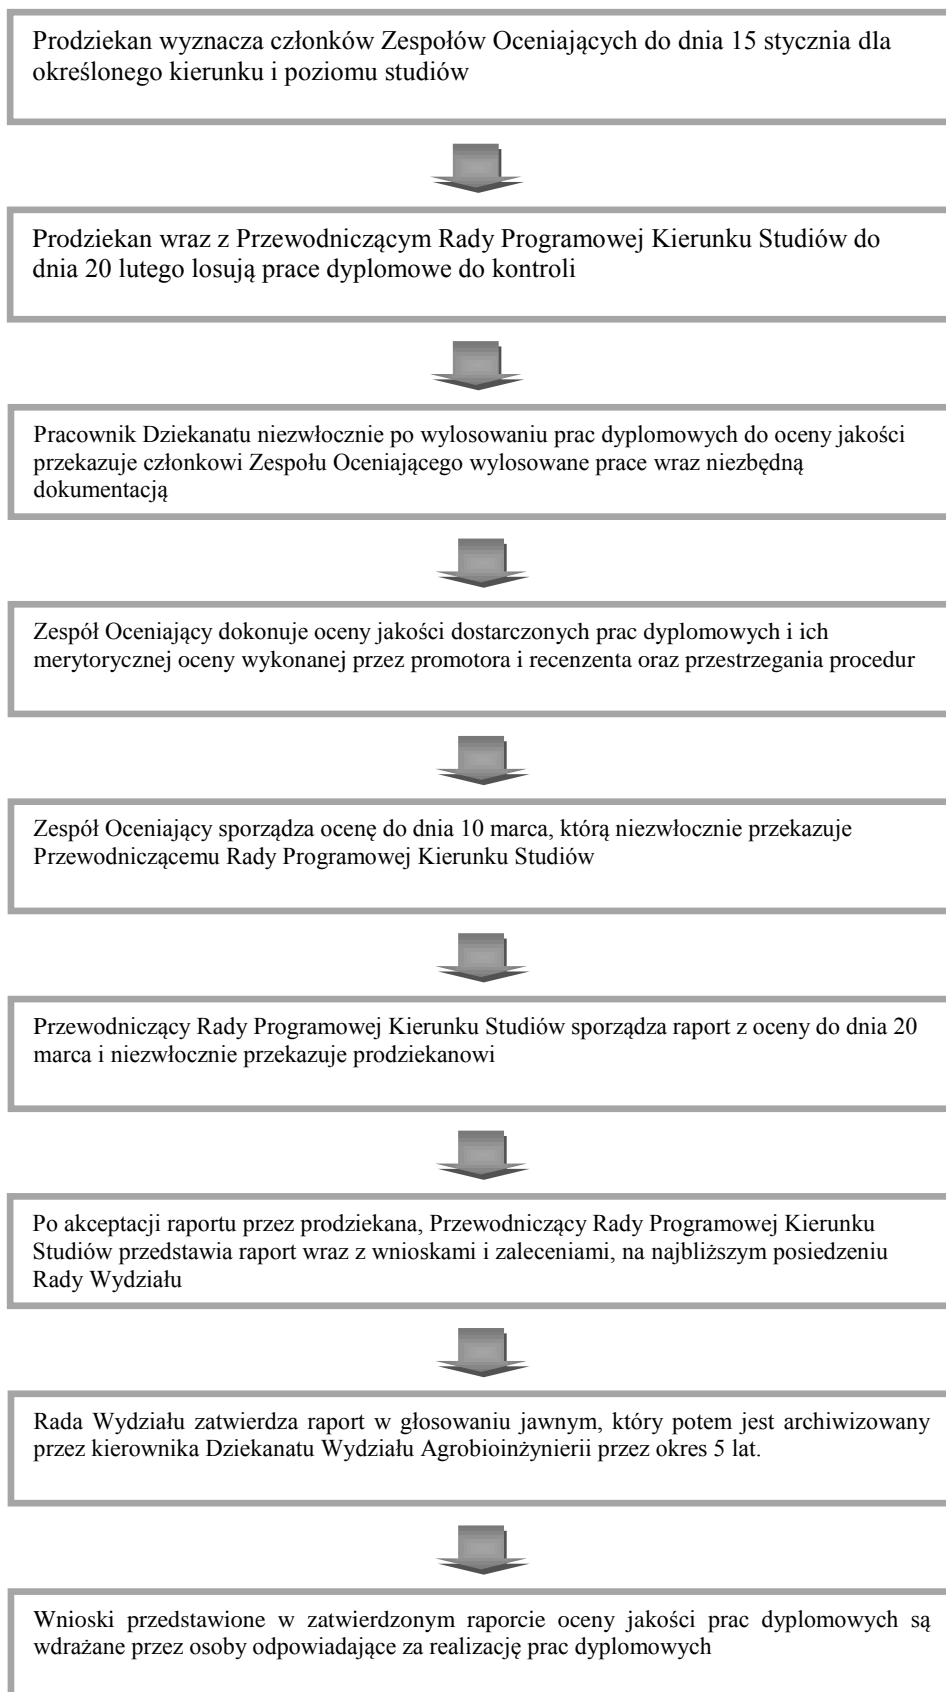 Prodziekan wyznacza członków Zespołów Oceniających do dnia 15 stycznia dla
określonego kierunku i poziomu studiów
Prodziekan wraz z Przewodniczącym Rady Programowej Kierunku Studiów do
dnia 20 lutego losują prace dyplomowe do kontroli
Pracownik Dziekanatu niezwłocznie po wylosowaniu prac dyplomowych do oceny jakości
przekazuje członkowi Zespołu Oceniającego wylosowane prace wraz niezbędną
dokumentacją
Zespół Oceniający dokonuje oceny jakości dostarczonych prac dyplomowych i ich
merytorycznej oceny wykonanej przez promotora i recenzenta oraz przestrzegania procedur
Zespół Oceniający sporządza ocenę do dnia 10 marca, którą niezwłocznie przekazuje
Przewodniczącemu Rady Programowej Kierunku Studiów
Przewodniczący Rady Programowej Kierunku Studiów sporządza raport z oceny do dnia 20
marca i niezwłocznie przekazuje prodziekanowi
Po akceptacji raportu przez prodziekana, Przewodniczący Rady Programowej Kierunku
Studiów przedstawia raport wraz z wnioskami i zaleceniami, na najbliższym posiedzeniu
Rady Wydziału
Rada Wydziału zatwierdza raport w głosowaniu jawnym, który potem jest archiwizowany
przez kierownika Dziekanatu Wydziału Agrobioinżynierii przez okres 5 lat.
Wnioski przedstawione w zatwierdzonym raporcie oceny jakości prac dyplomowych są
wdrażane przez osoby odpowiadające za realizację prac dyplomowych